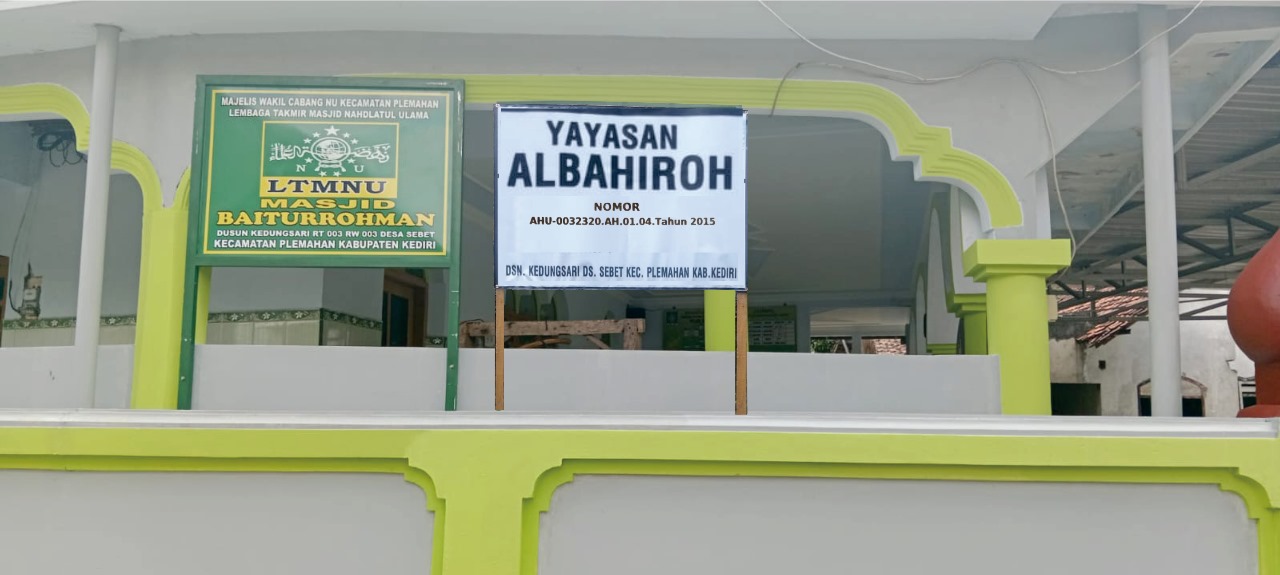 MAJELIS WAKIL CABANG NU KECAMATAN PLEMAHAN
LEMBAGA TAKMIR MASJID NAHDLATUL ULAMA
N U
LTMNU
MASJID
BAITURROHMAN
DUSUN KEDUNGSARI RT 003 RW 003 DESA SEBET
KECAMATAN PLEMAHAN KABUPATEN KEDIRI
YAYASAN
ALBAHIROH
NOMOR
AHU-0032320.AH.01.04.Tahun 2015
DSN. KEDUNGSARI DS. SEBET KEC. PLEMAHAN KAB.KEDIRI